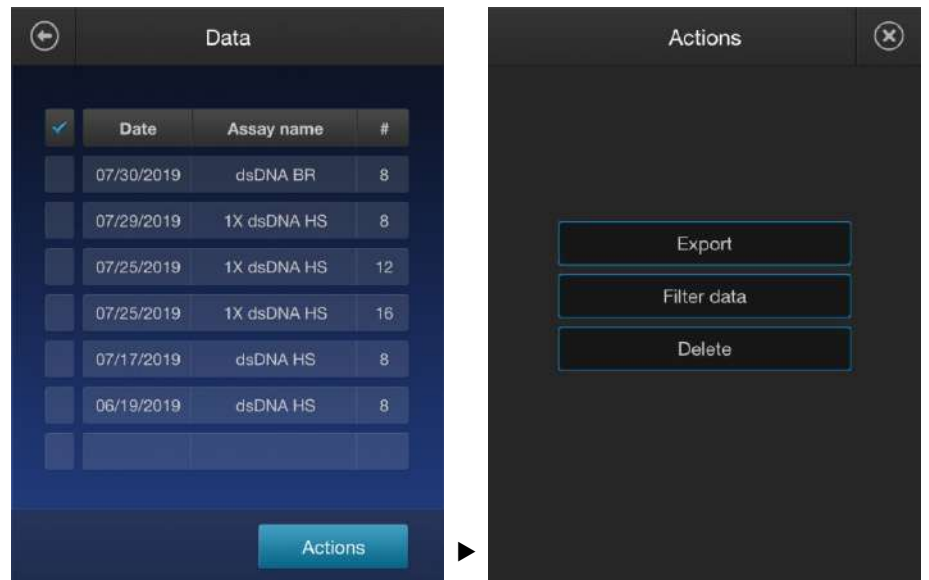 Data
Date Assay name #
07/30/2019 dsDNA BR 8
07/29/2019 1X dsDNA HS 8
07/25/2019 1X dsDNA HS 12
07/25/2019 1X dsDNA HS 16
07/17/2019 dsDNA HS 8
06/19/2019 dsDNA HS 8
Actions
Actions
Export
Filter data
Delete